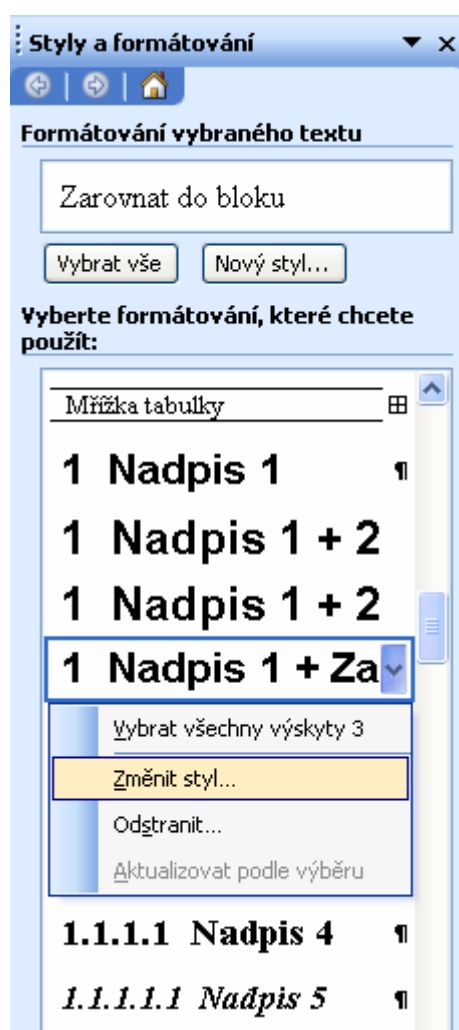 Styly a formátování
Formátování vybraného textu
Zarovnat do bloku
Vybrat vše Nový styl...
Vyberte formátování, které chcete
použít:
Mřížka tabulky
1 Nadpis 1 ¶
1 Nadpis 1 + 2
1 Nadpis 1 + 2
1 Nadpis 1 + Za
Vybrat všechny výskyty 3
Změnit styl...
Odstranit...
Aktualizovat podle výběru
1.1.1.1 Nadpis 4 ¶
1.1.1.1.1 Nadpis 5 ¶